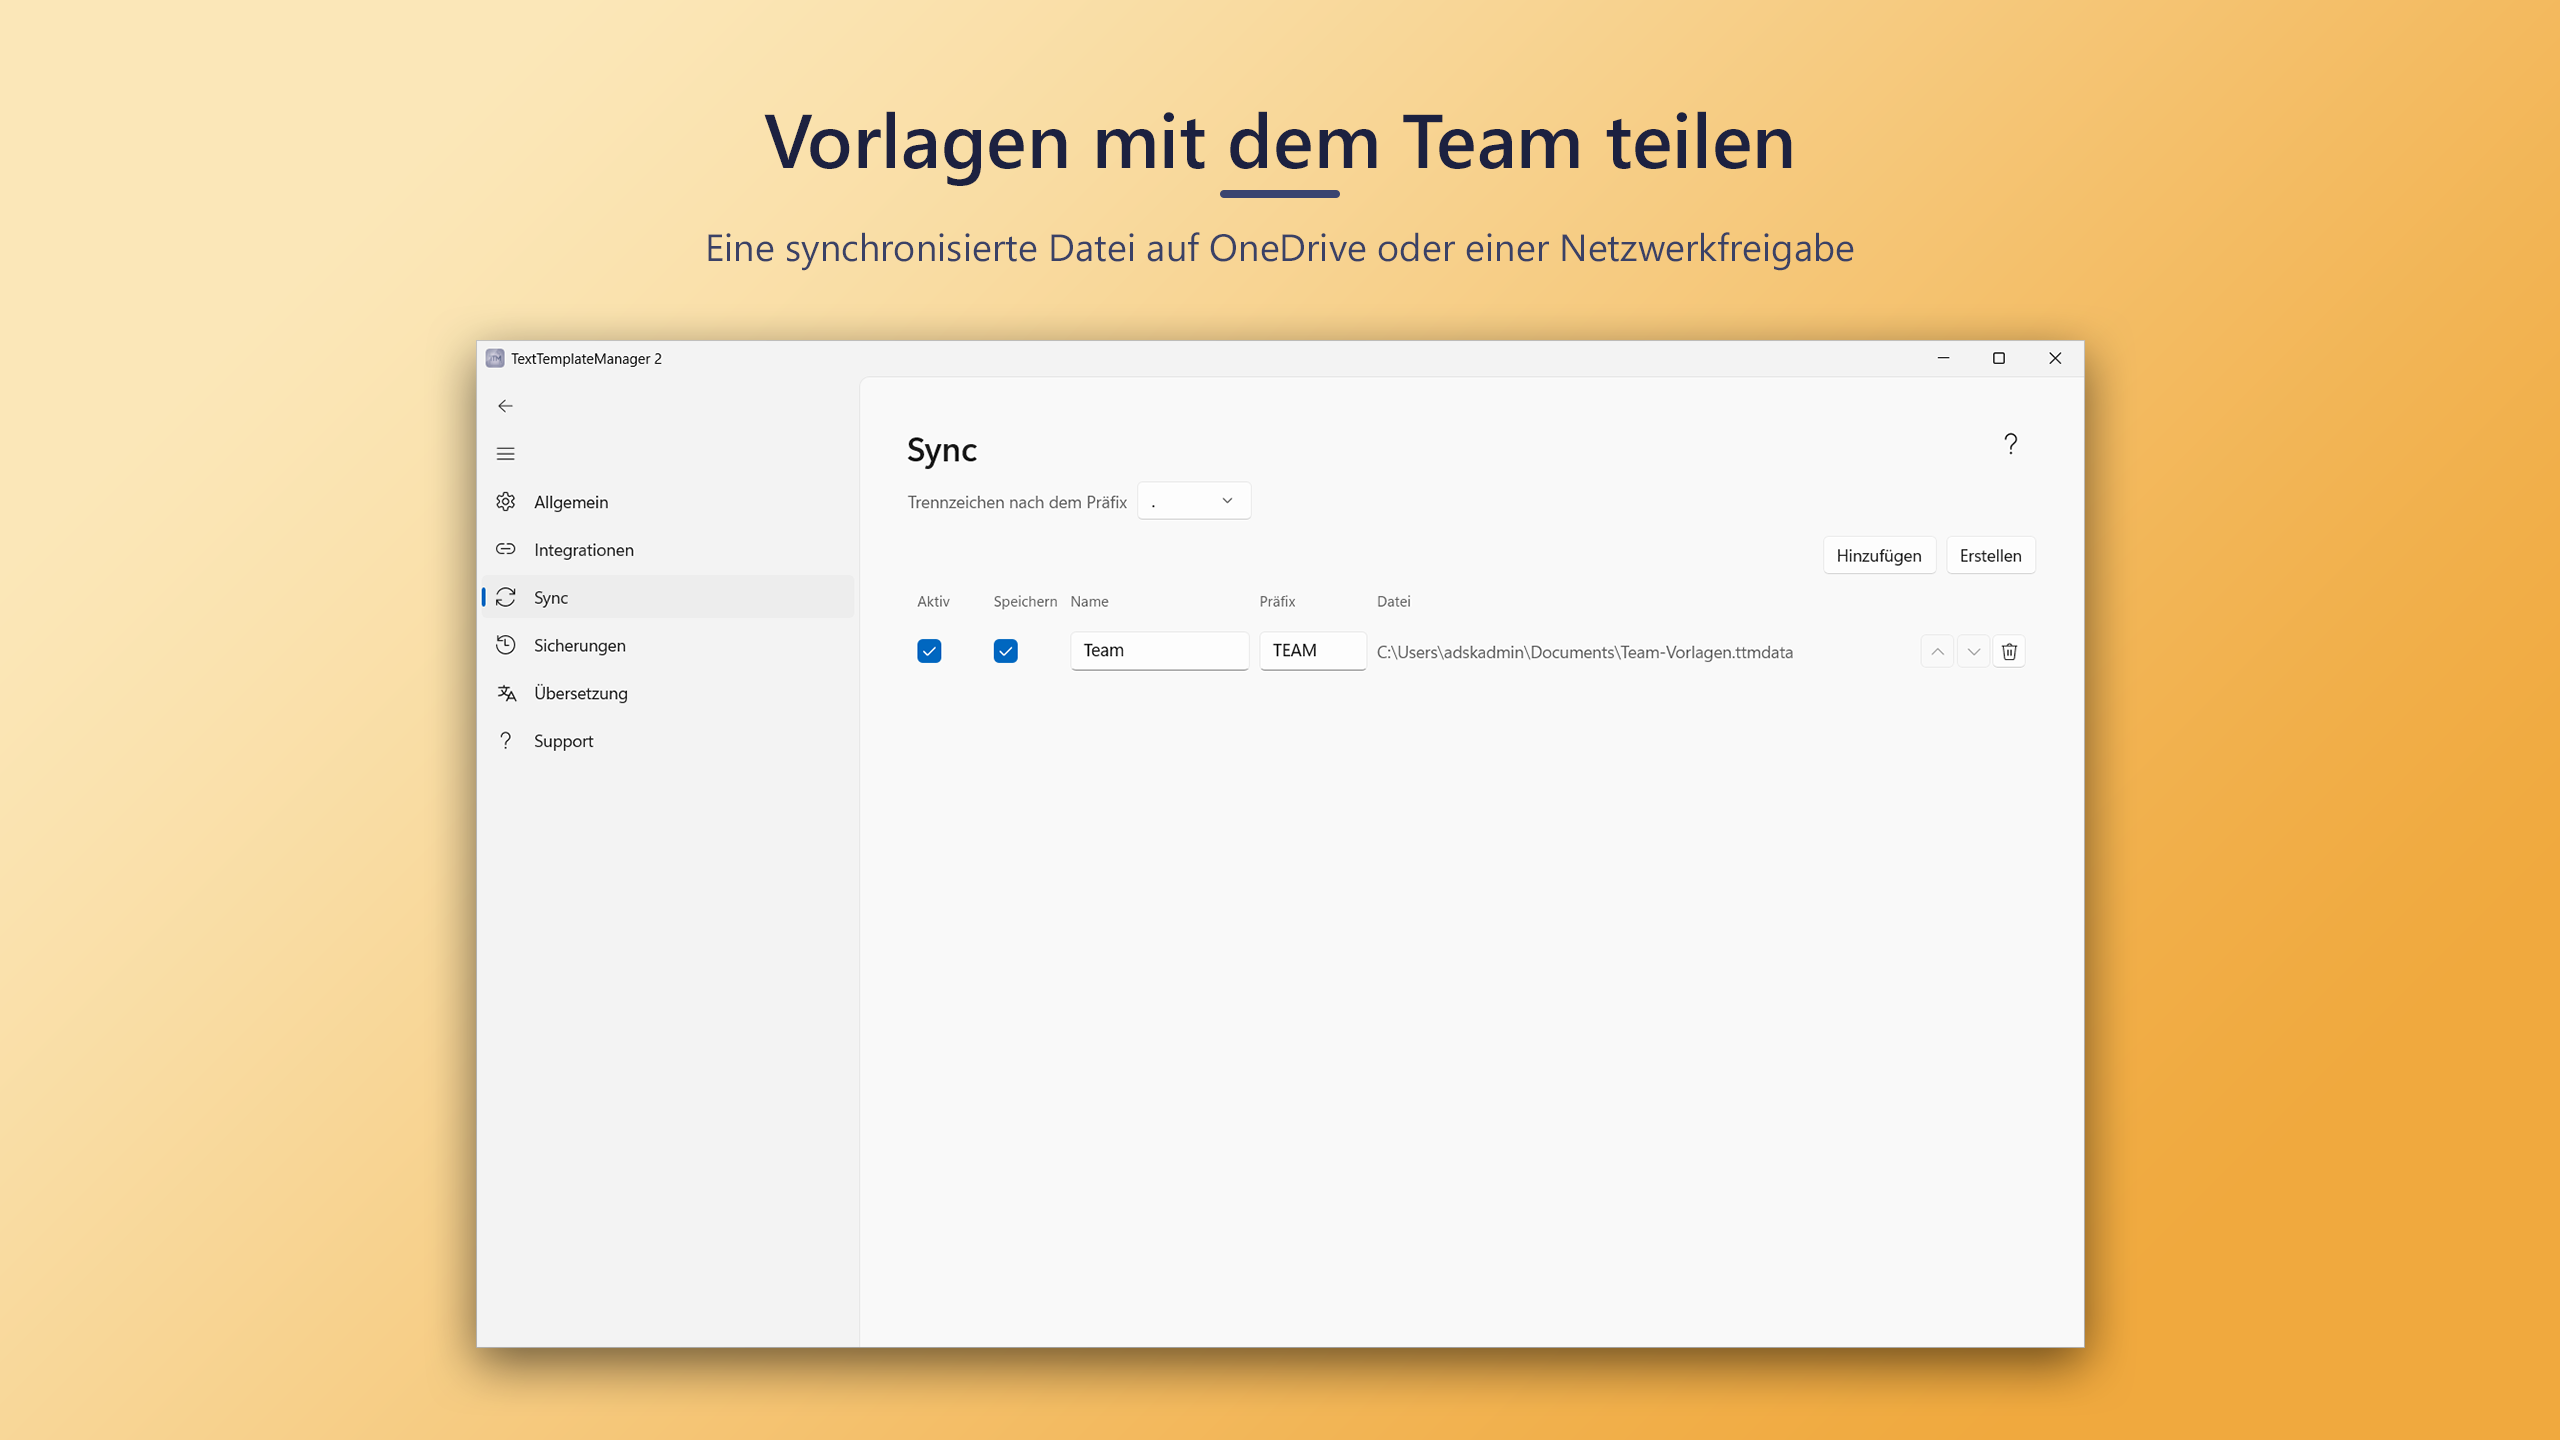 Vorlagen mit dem Team teilen
Eine synchronisierte Datei auf OneDrive oder einer Netzwerkfreigabe
TTM TextTemplateManager 2
Allgemein
Integrationen
Sync
Sicherungen
Übersetzung
Support
Sync
?
Trennzeichen nach dem Präfix .
Hinzufügen Erstellen
Aktiv Speichern Name Präfix Datei
Team TEAM C:\Users\adskadmin\Documents\Team-Vorlagen.ttmdata